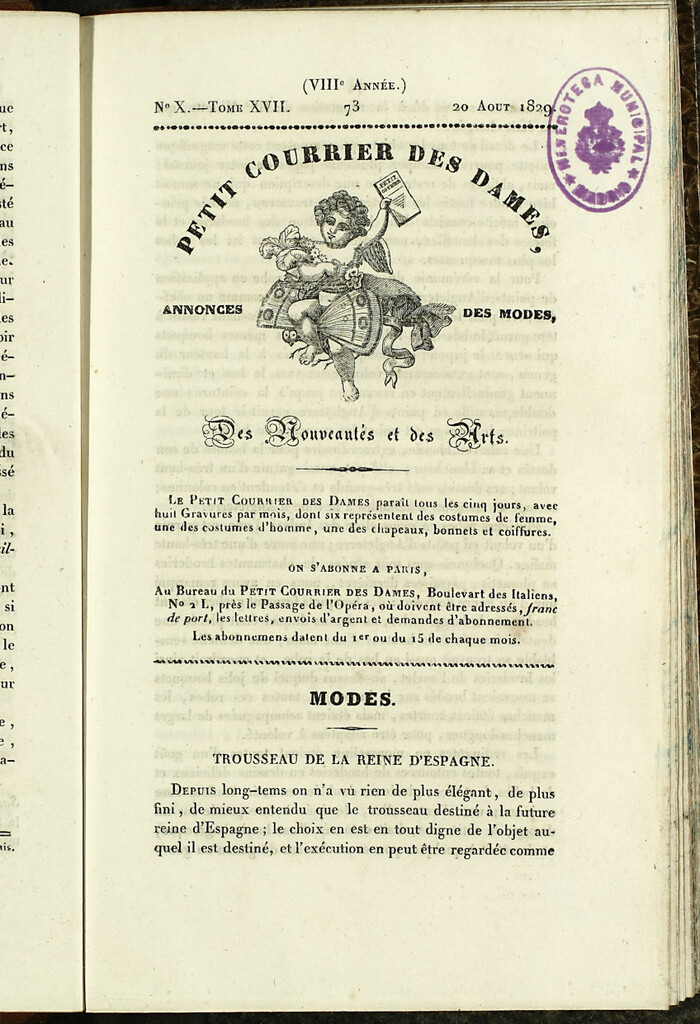 (VIIIe ANNÉE.)
No X.—TOME XVII. 73 20 AOUT 1829.
HEMEROTECA MUNICIPAL
★ MADRID ★
PETIT COURRIER DES DAMES,
PETIT COURRIER
ANNONCES DES MODES,
Des Nouveautés et des Arts.
LE PETIT COURRIER DES DAMES paraît tous les cinq jours, avec
huit Gravures par mois, dont six représentent des costumes de femme,
une des costumes d'homme, une des chapeaux, bonnets et coiffures.
ON S'ABONNE A PARIS,
Au Bureau du PETIT COURRIER DES DAMES, Boulevart des Italiens,
No 2 L, près le Passage de l'Opéra, où doivent être adressés, franc
de port, les lettres, envois d'argent et demandes d'abonnement.
Les abonnemens datent du 1er ou du 15 de chaque mois.
MODES.
TROUSSEAU DE LA REINE D'ESPAGNE.
DEPUIS long-tems on n'a vu rien de plus élégant, de plus
fini, de mieux entendu que le trousseau destiné à la future
reine d'Espagne; le choix en est en tout digne de l'objet au-
quel il est destiné, et l'exécution en peut être regardée comme